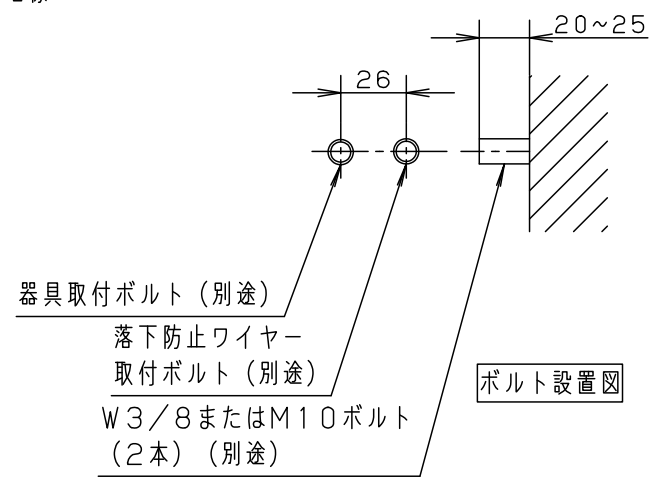 20~25
26
器具取付ボルト（別途）
落下防止ワイヤー
取付ボルト（別途）
W3／8またはM10ボルト
（2本）（別途）
ボルト設置図